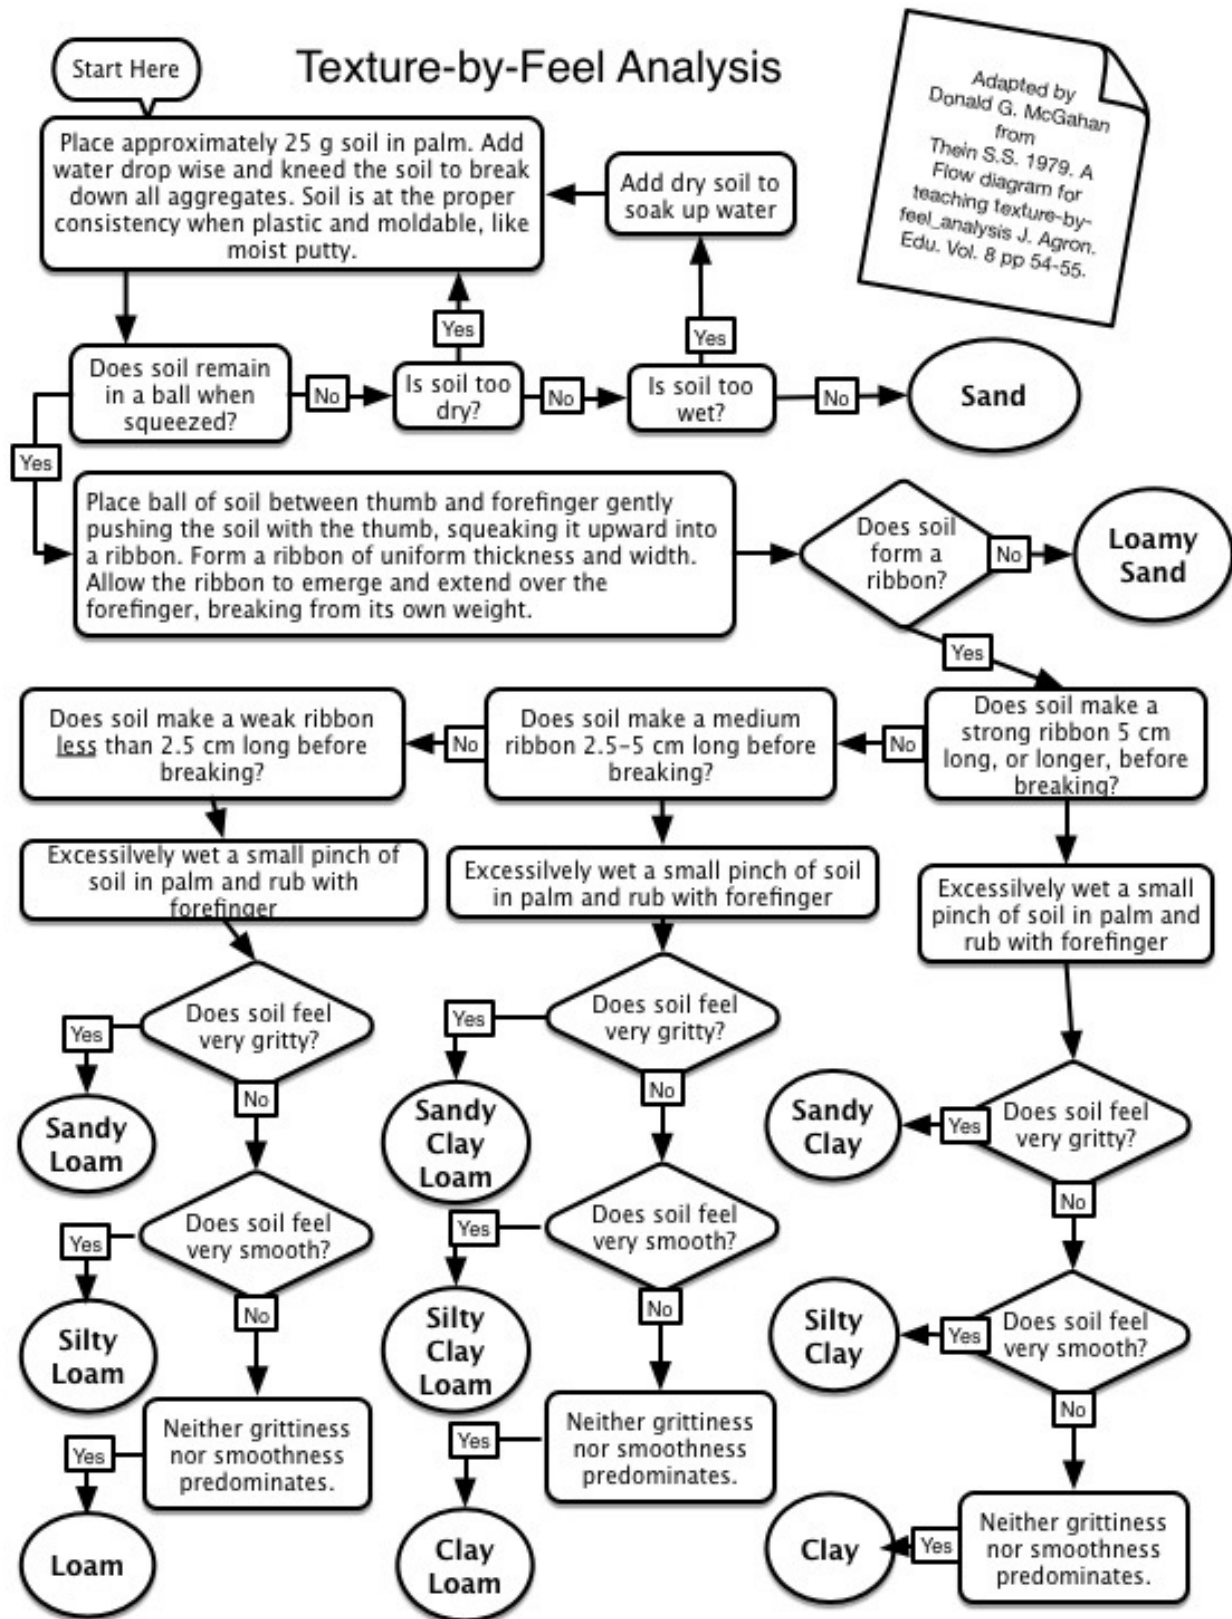 Texture-by-Feel Analysis
Start Here
Adapted by
Donald G. McGahan
from
Thein S.S. 1979. A
Flow diagram for
teaching texture-by-
feel_analysis J. Agron.
Edu. Vol. 8 pp 54-55.
Place approximately 25 g soil in palm. Add
water drop wise and kneed the soil to break
down all aggregates. Soil is at the proper
consistency when plastic and moldable, like
moist putty.
Add dry soil to
soak up water
Yes
Yes
Does soil remain
in a ball when
squeezed?
No
Is soil too
dry?
No
Is soil too
wet?
No
Sand
Yes
Place ball of soil between thumb and forefinger gently
pushing the soil with the thumb, squeaking it upward into
a ribbon. Form a ribbon of uniform thickness and width.
Allow the ribbon to emerge and extend over the
forefinger, breaking from its own weight.
Does soil
form a
ribbon?
No
Loamy
Sand
Yes
Does soil make a weak ribbon
less than 2.5 cm long before
breaking?
No
Does soil make a medium
ribbon 2.5-5 cm long before
breaking?
No
Does soil make a
strong ribbon 5 cm
long, or longer, before
breaking?
Excessilvely wet a small pinch of
soil in palm and rub with
forefinger
Excessilvely wet a small pinch of soil
in palm and rub with forefinger
Excessilvely wet a small
pinch of soil in palm and
rub with forefinger
Does soil feel
very gritty?
Yes
No
Sandy
Loam
Does soil feel
very smooth?
Yes
No
Silty
Loam
Neither grittiness
nor smoothness
predominates.
Yes
Loam
Does soil feel
very gritty?
Yes
No
Sandy
Clay
Loam
Does soil feel
very smooth?
Yes
No
Silty
Clay
Loam
Neither grittiness
nor smoothness
predominates.
Yes
Clay
Loam
Does soil feel
very gritty?
Yes
No
Sandy
Clay
Does soil feel
very smooth?
Yes
No
Silty
Clay
Neither grittiness
nor smoothness
predominates.
Yes
Clay